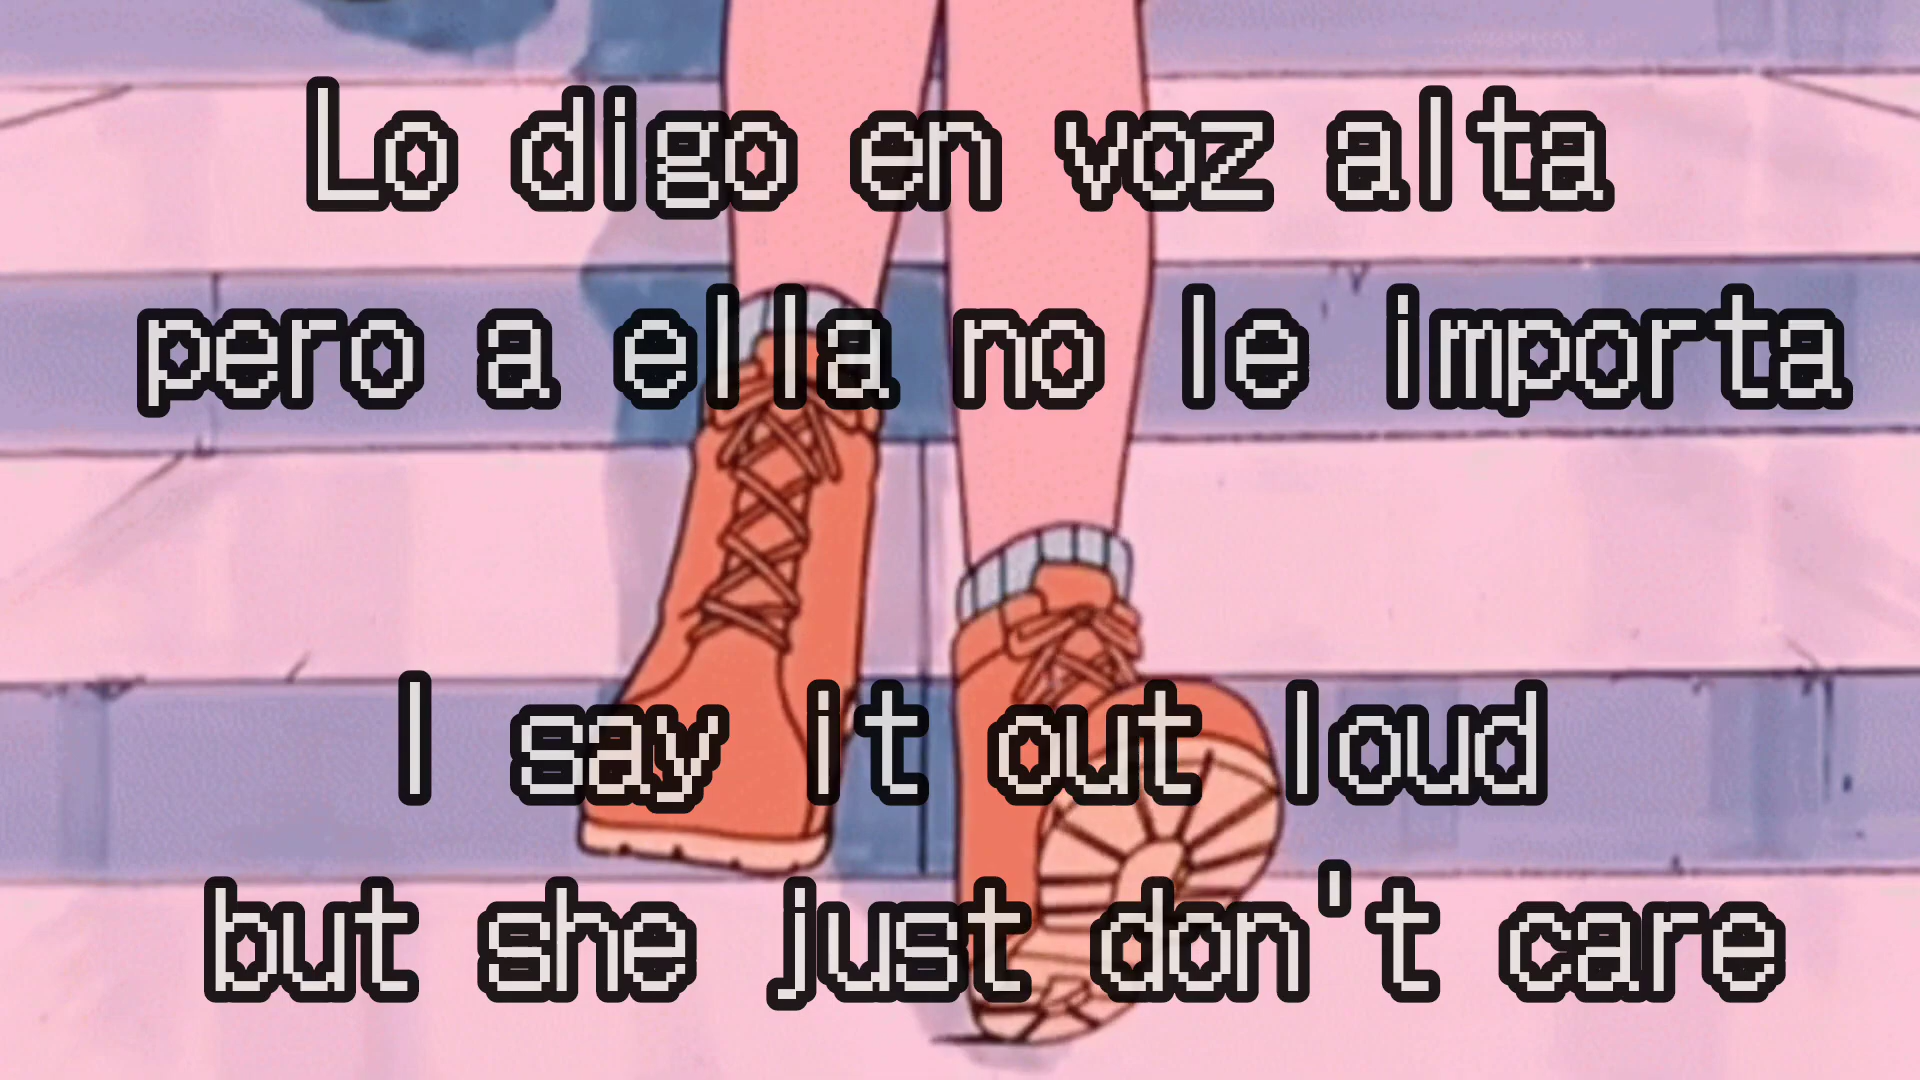 Lo digo en voz alta
pero a ella no le importa
I say it out loud
but she just don't care